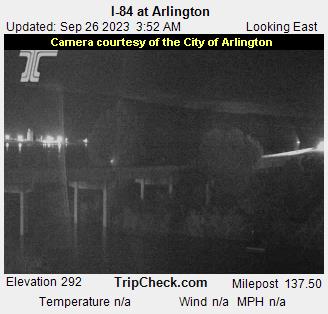 I-84 at Arlington
Updated: Sep 26 2023 3:52 AM Looking East
Camera courtesy of the City of Arlington
Elevation 292 TripCheck.com Milepost 137.50
Temperature n/a Wind n/a MPH n/a